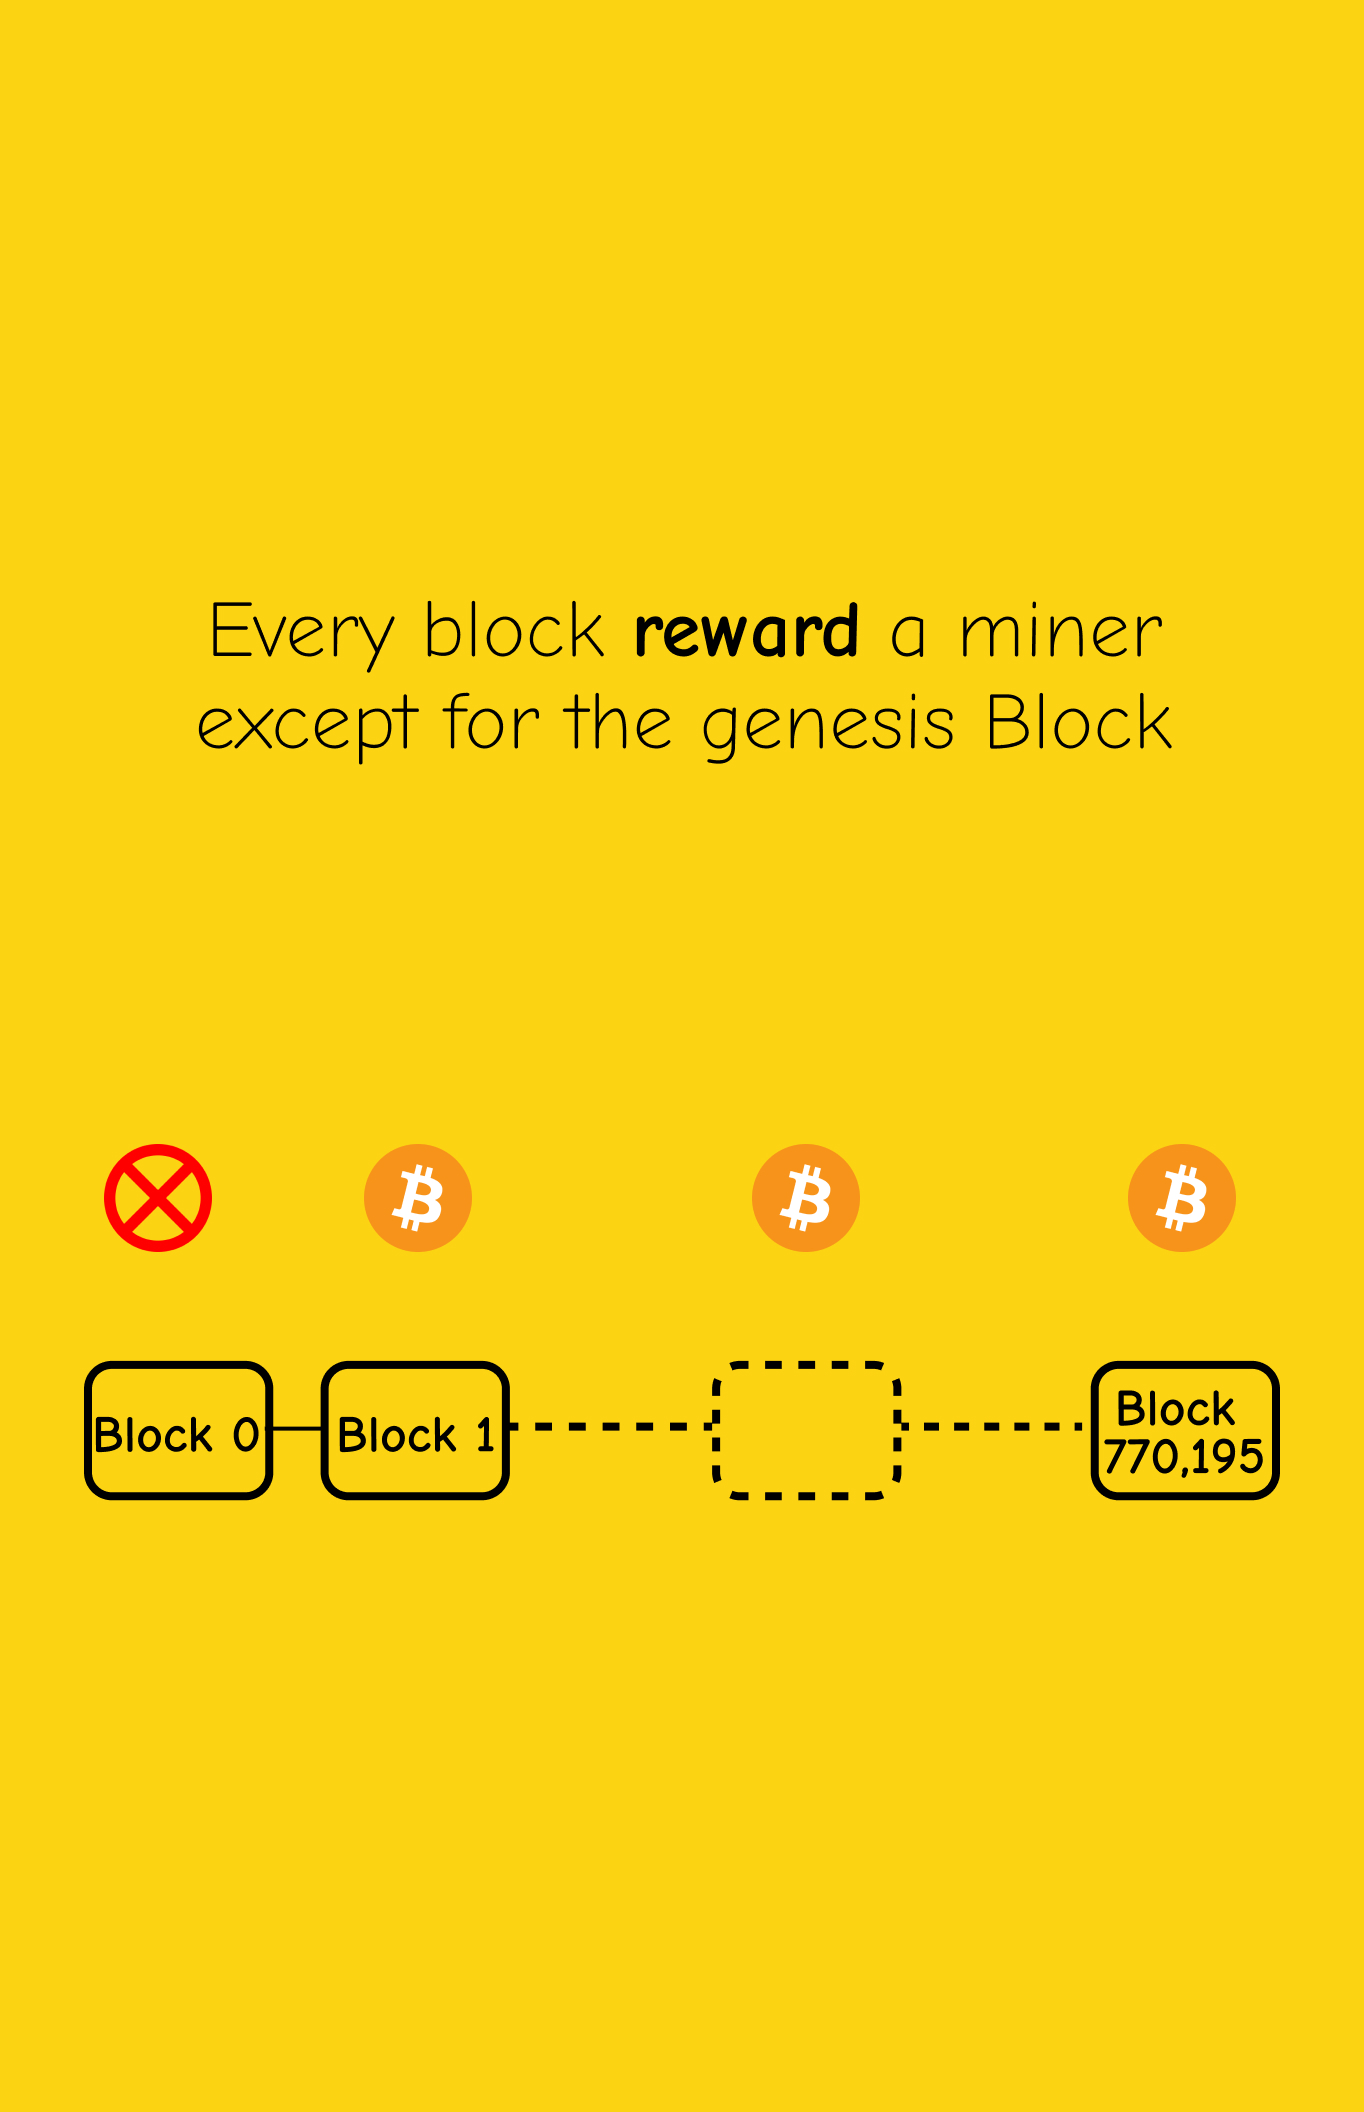 Every block reward a miner
except for the genesis Block
Block 0
Block 1
Block
770,195